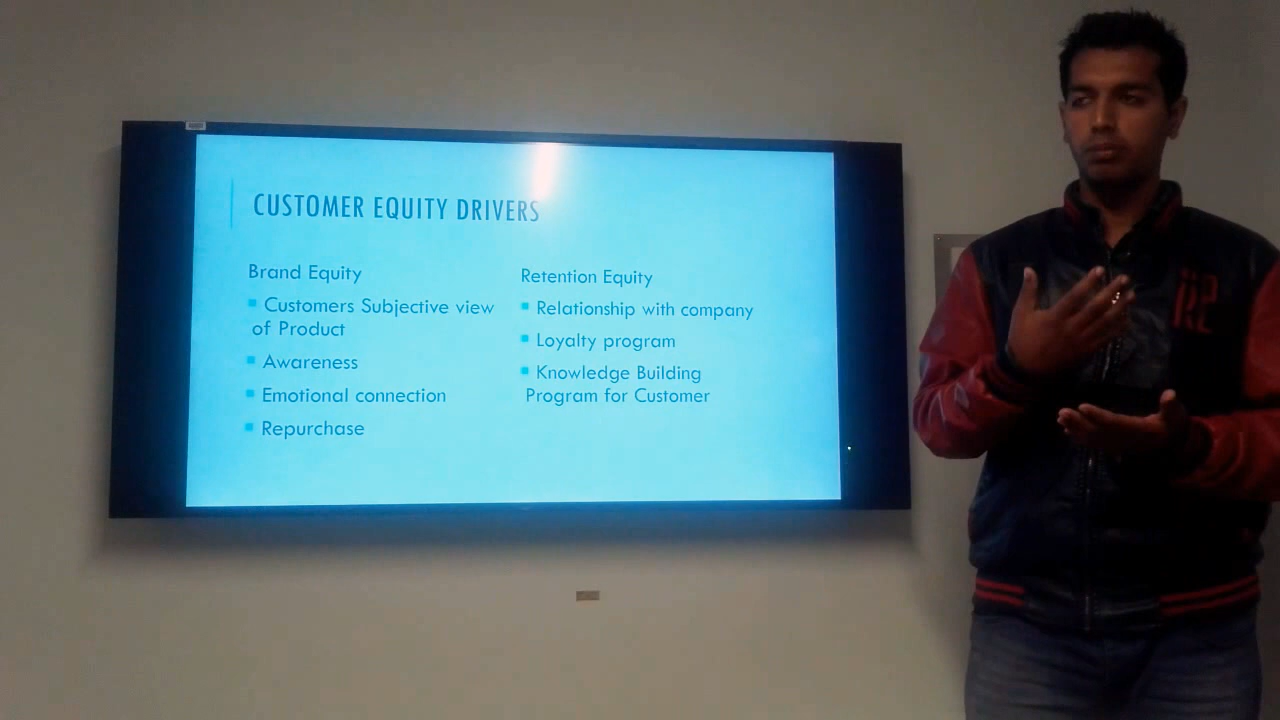 CUSTOMER EQUITY DRIVERS
Brand Equity
Customers Subjective view
of Product
Awareness
Emotional connection
Repurchase
Retention Equity
Relationship with company
Loyalty program
Knowledge Building
Program for Customer